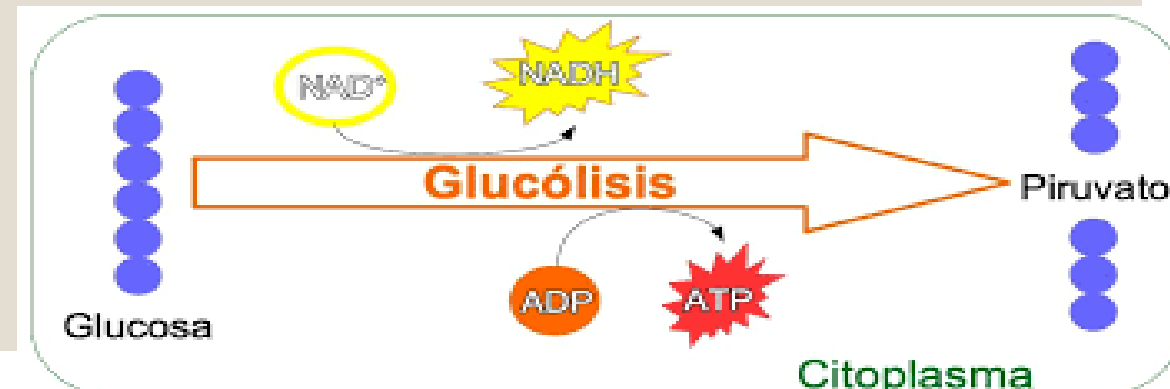 NAD⁺
NADH
Glucólisis
Piruvato
ADP
ATP
Glucosa
Citoplasma